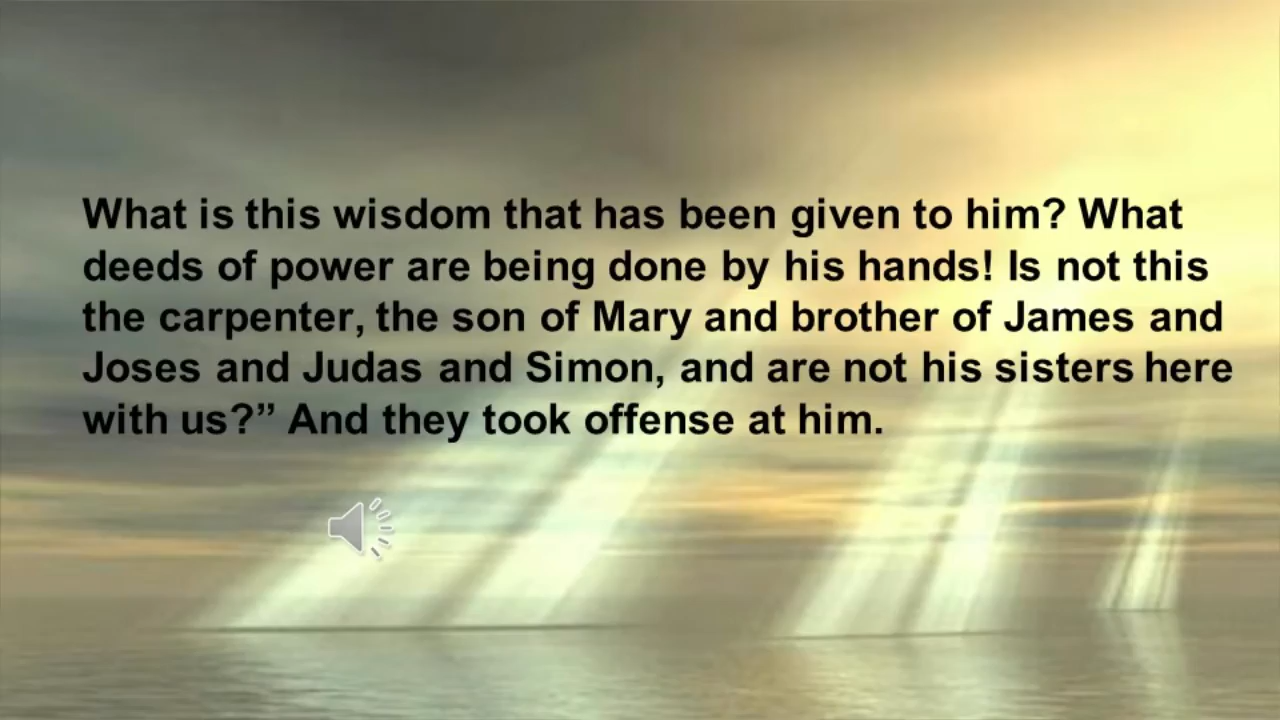 What is this wisdom that has been given to him? What
deeds of power are being done by his hands! Is not this
the carpenter, the son of Mary and brother of James and
Joses and Judas and Simon, and are not his sisters here
with us?” And they took offense at him.